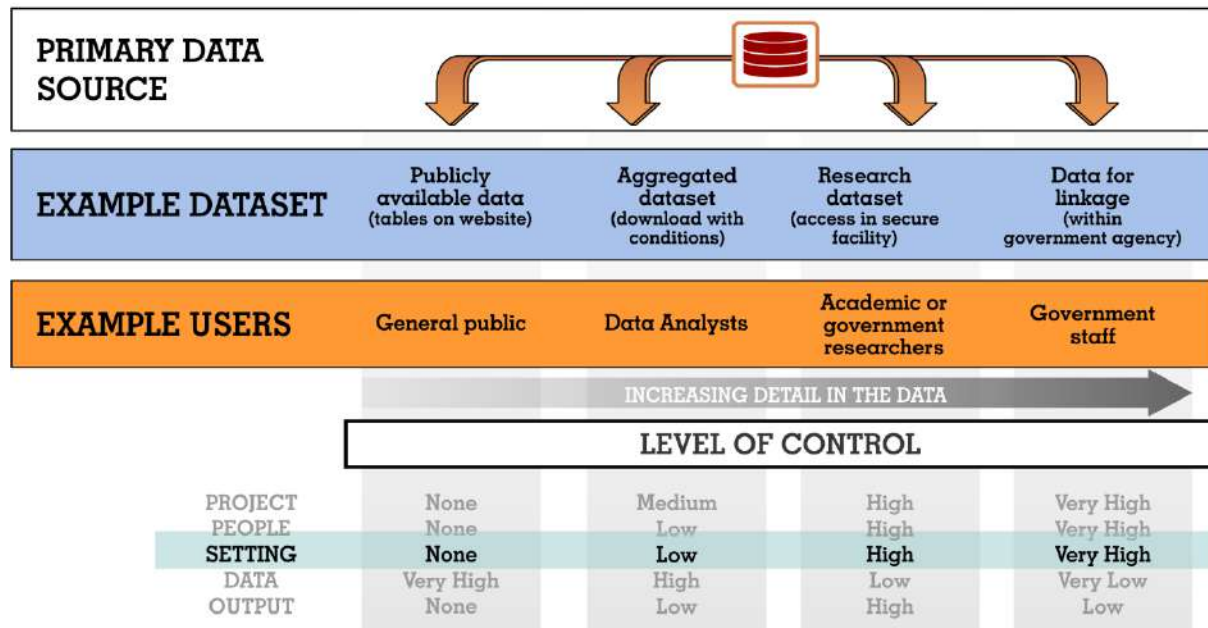 PRIMARY DATA
SOURCE
EXAMPLE DATASET
Publicly
available data
(tables on website)
Aggregated
dataset
(download with
conditions)
Research
dataset
(access in secure
facility)
Data for
linkage
(within
government agency)
EXAMPLE USERS
General public
Data Analysts
Academic or
government
researchers
Government
staff
INCREASING DETAIL IN THE DATA
LEVEL OF CONTROL
PROJECT None Medium High Very High
PEOPLE None Low High Very High
SETTING None Low High Very High
DATA Very High High Low Very Low
OUTPUT None Low High Low